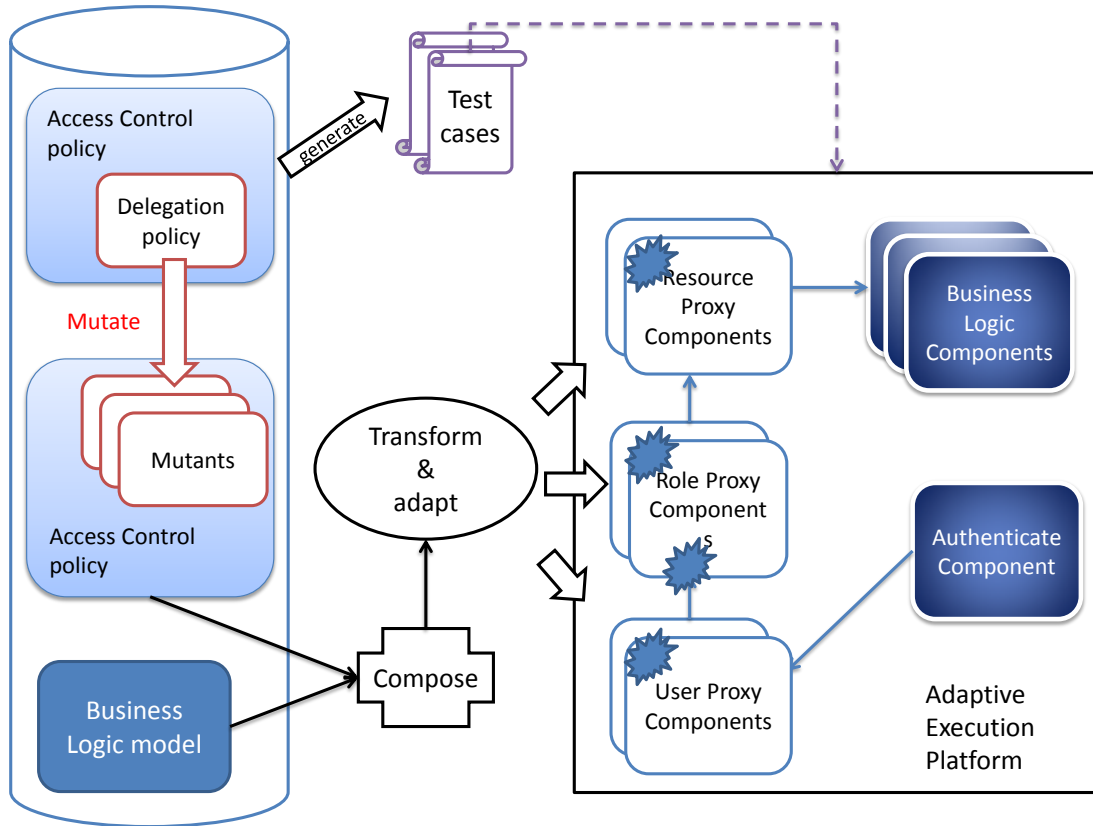 Access Control
policy
Delegation
policy
generate
Test
cases
Mutate
Mutants
Access Control
policy
Business
Logic model
Compose
Transform
&
adapt
Resource
Proxy
Components
Business
Logic
Components
Role Proxy
Component
s
Authenticate
Component
User Proxy
Components
Adaptive
Execution
Platform